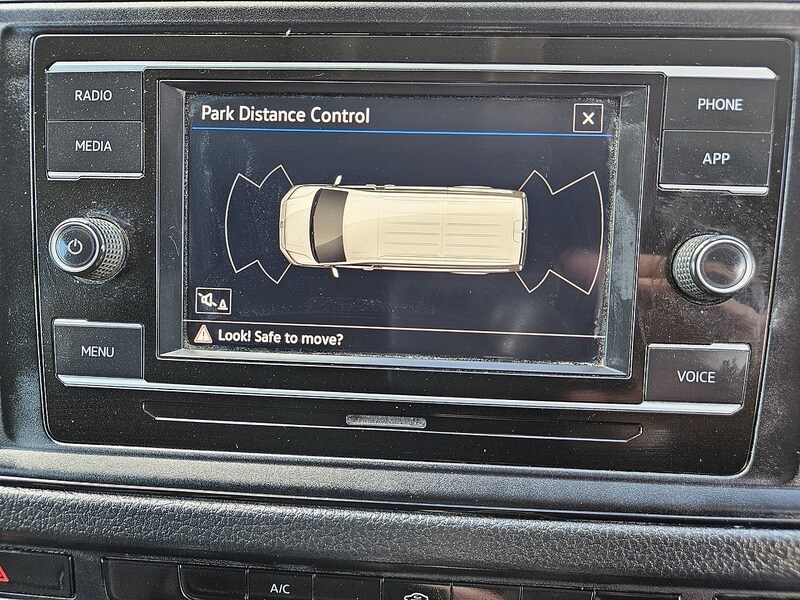 RADIO
MEDIA
MENU
Park Distance Control
X
Look! Safe to move?
PHONE
APP
VOICE
A/C